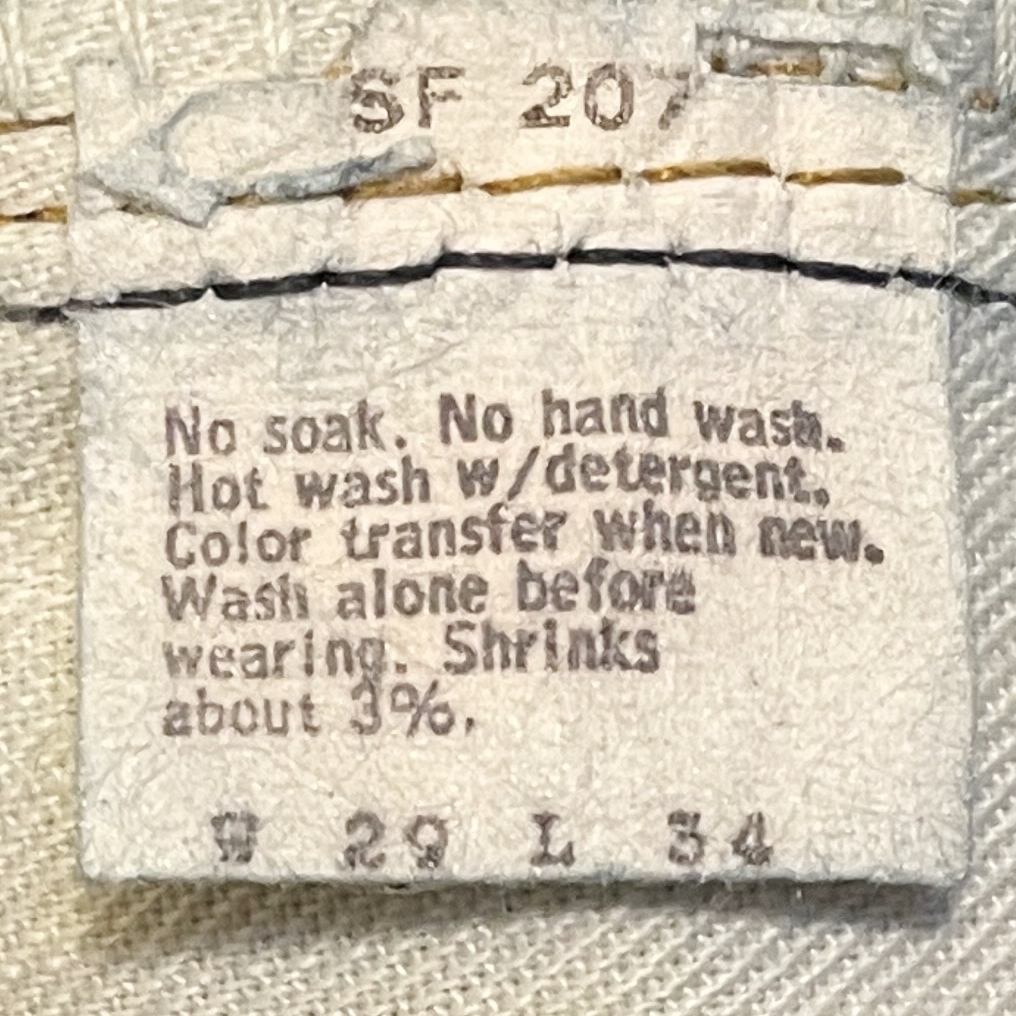 SF 207
No soak. No hand wash.
Hot wash w/detergent.
Color transfer when new.
Wash alone before
wearing. Shrinks
about 3%.
W 29 L 34